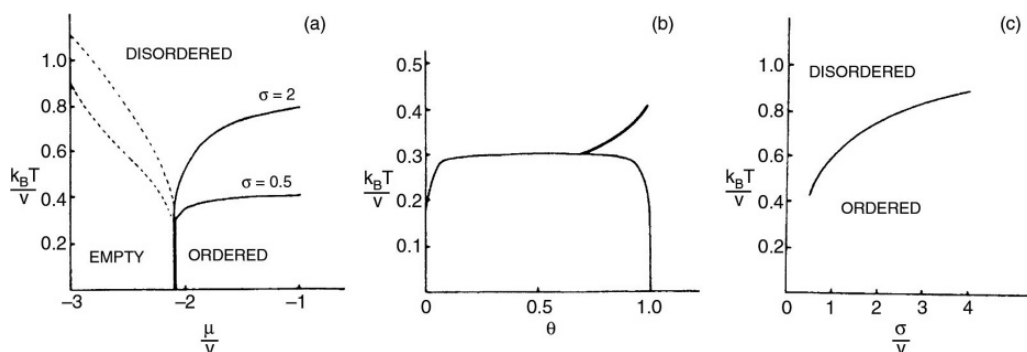 (a)
DISORDERED
1.0
0.8
0.6
k_BT
v
0.4
0.2
σ = 2
σ = 0.5
EMPTY
ORDERED
−3
−2
−1
μ
v
(b)
0.5
0.4
0.3
k_BT
v
0.2
0.1
0
0.5
1.0
θ
(c)
1.0
DISORDERED
0.8
0.6
k_BT
v
0.4
ORDERED
0.2
0
1
2
3
4
σ
v